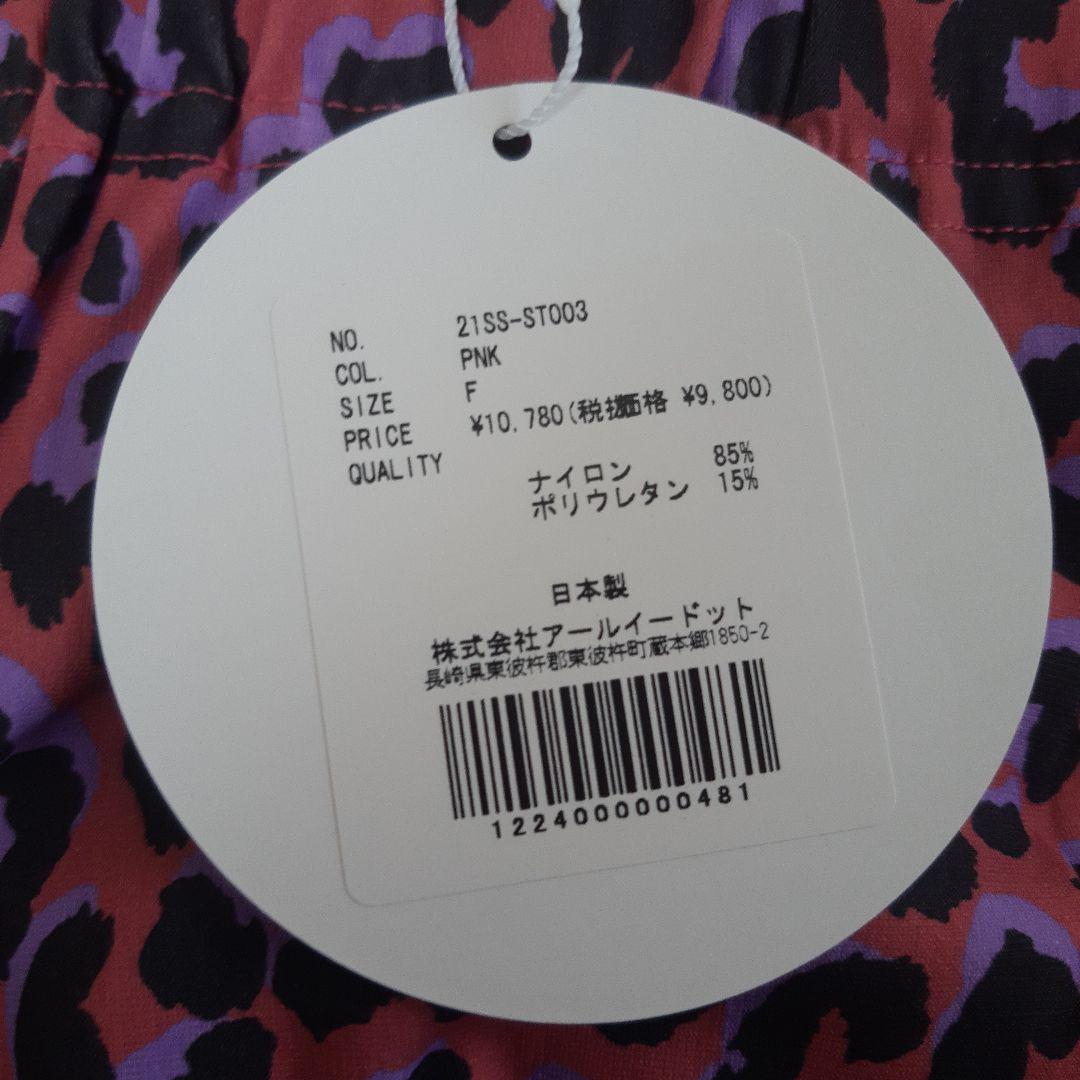 NO. 21SS-ST003
COL. PNK
SIZE F
PRICE ¥10,780(税抜価格 ¥9,800)
QUALITY
ナイロン 85%
ポリウレタン 15%
日本製
株式会社アールイードット
長崎県東彼杵郡東彼杵町蔵本郷1850-2
1224000000481